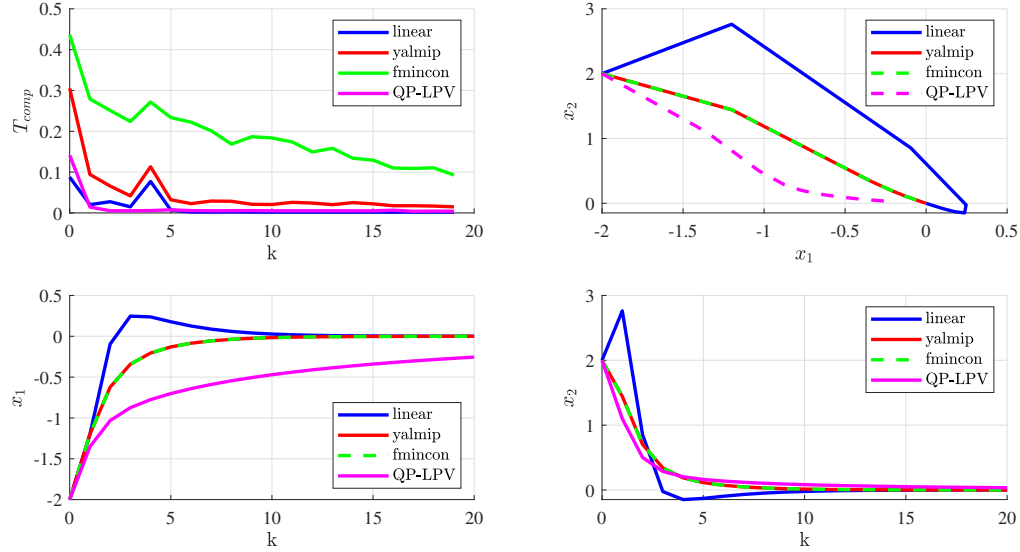 0.5
0.4
0.3
0.2
0.1
0
T_comp
0
5
10
15
20
k
linear
yalmip
fmincon
QP-LPV
3
2
1
0
x_2
-2
-1.5
-1
-0.5
0
0.5
x_1
linear
yalmip
fmincon
QP-LPV
0.5
0
-0.5
-1
-1.5
-2
x_1
0
5
10
15
20
k
linear
yalmip
fmincon
QP-LPV
3
2
1
0
x_2
0
5
10
15
20
k
linear
yalmip
fmincon
QP-LPV